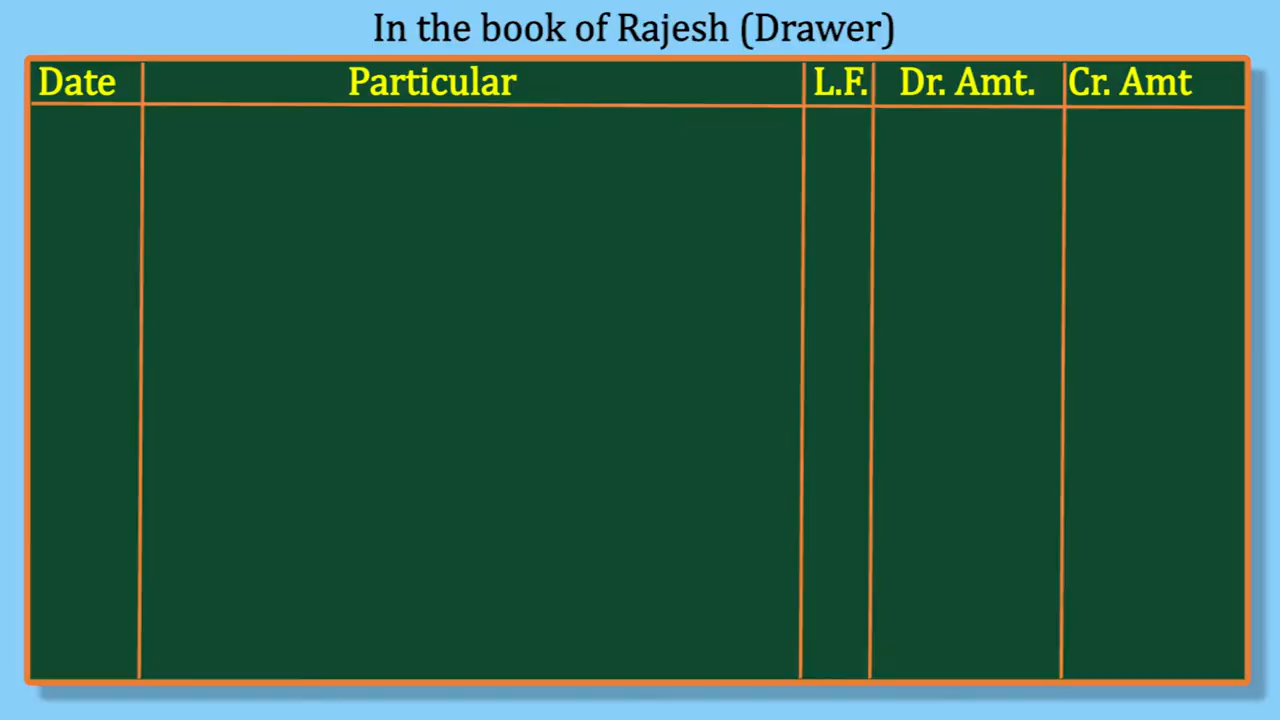 In the book of Rajesh (Drawer)
Date Particular L.F. Dr. Amt. Cr. Amt